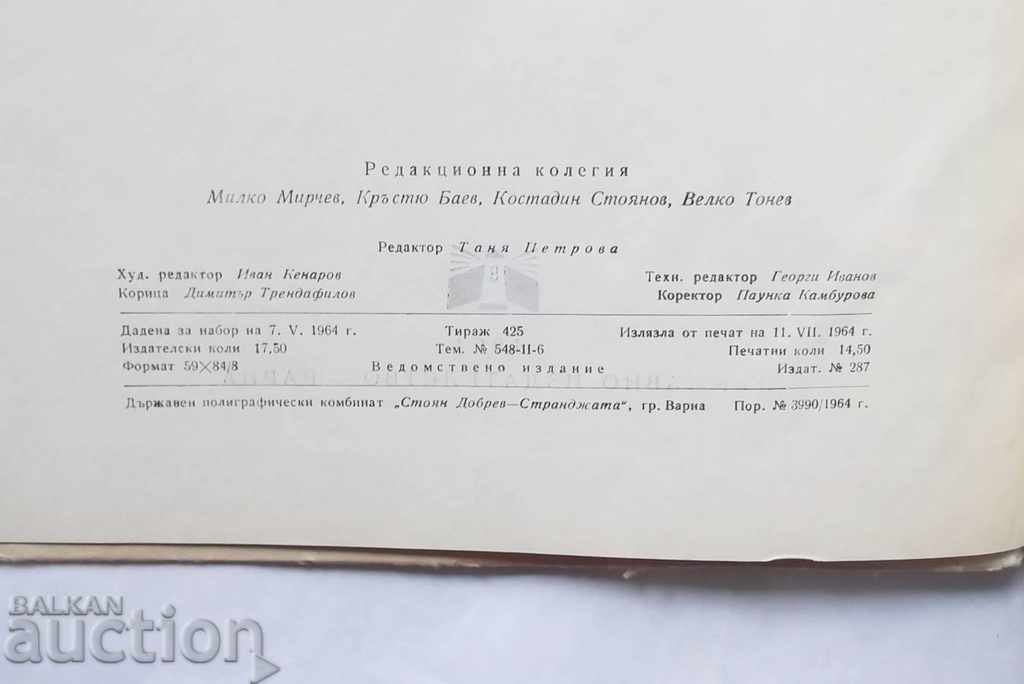 Редакционна колегия
Милко Мирчев, Кръстю Баев, Костадин Стоянов, Велко Тонев
Редактор Таня Петрова
Худ. редактор Иван Кенаров Техн. редактор Георги Иванов
Корица Димитър Трендафилов Коректор Паунка Камбурова
Дадена за набор на 7. V. 1964 г. Тираж 425 Излязла от печат на 11. VII. 1964 г.
Издателски коли 17,50 Тем. № 548-II-6 Печатни коли 14,50
Формат 59×84/8 Ведомствено издание Издат. № 287
Държавен полиграфически комбинат „Стоян Добрев—Странджата“, гр. Варна Пор. № 3990/1964 г.
BALKAN
auction